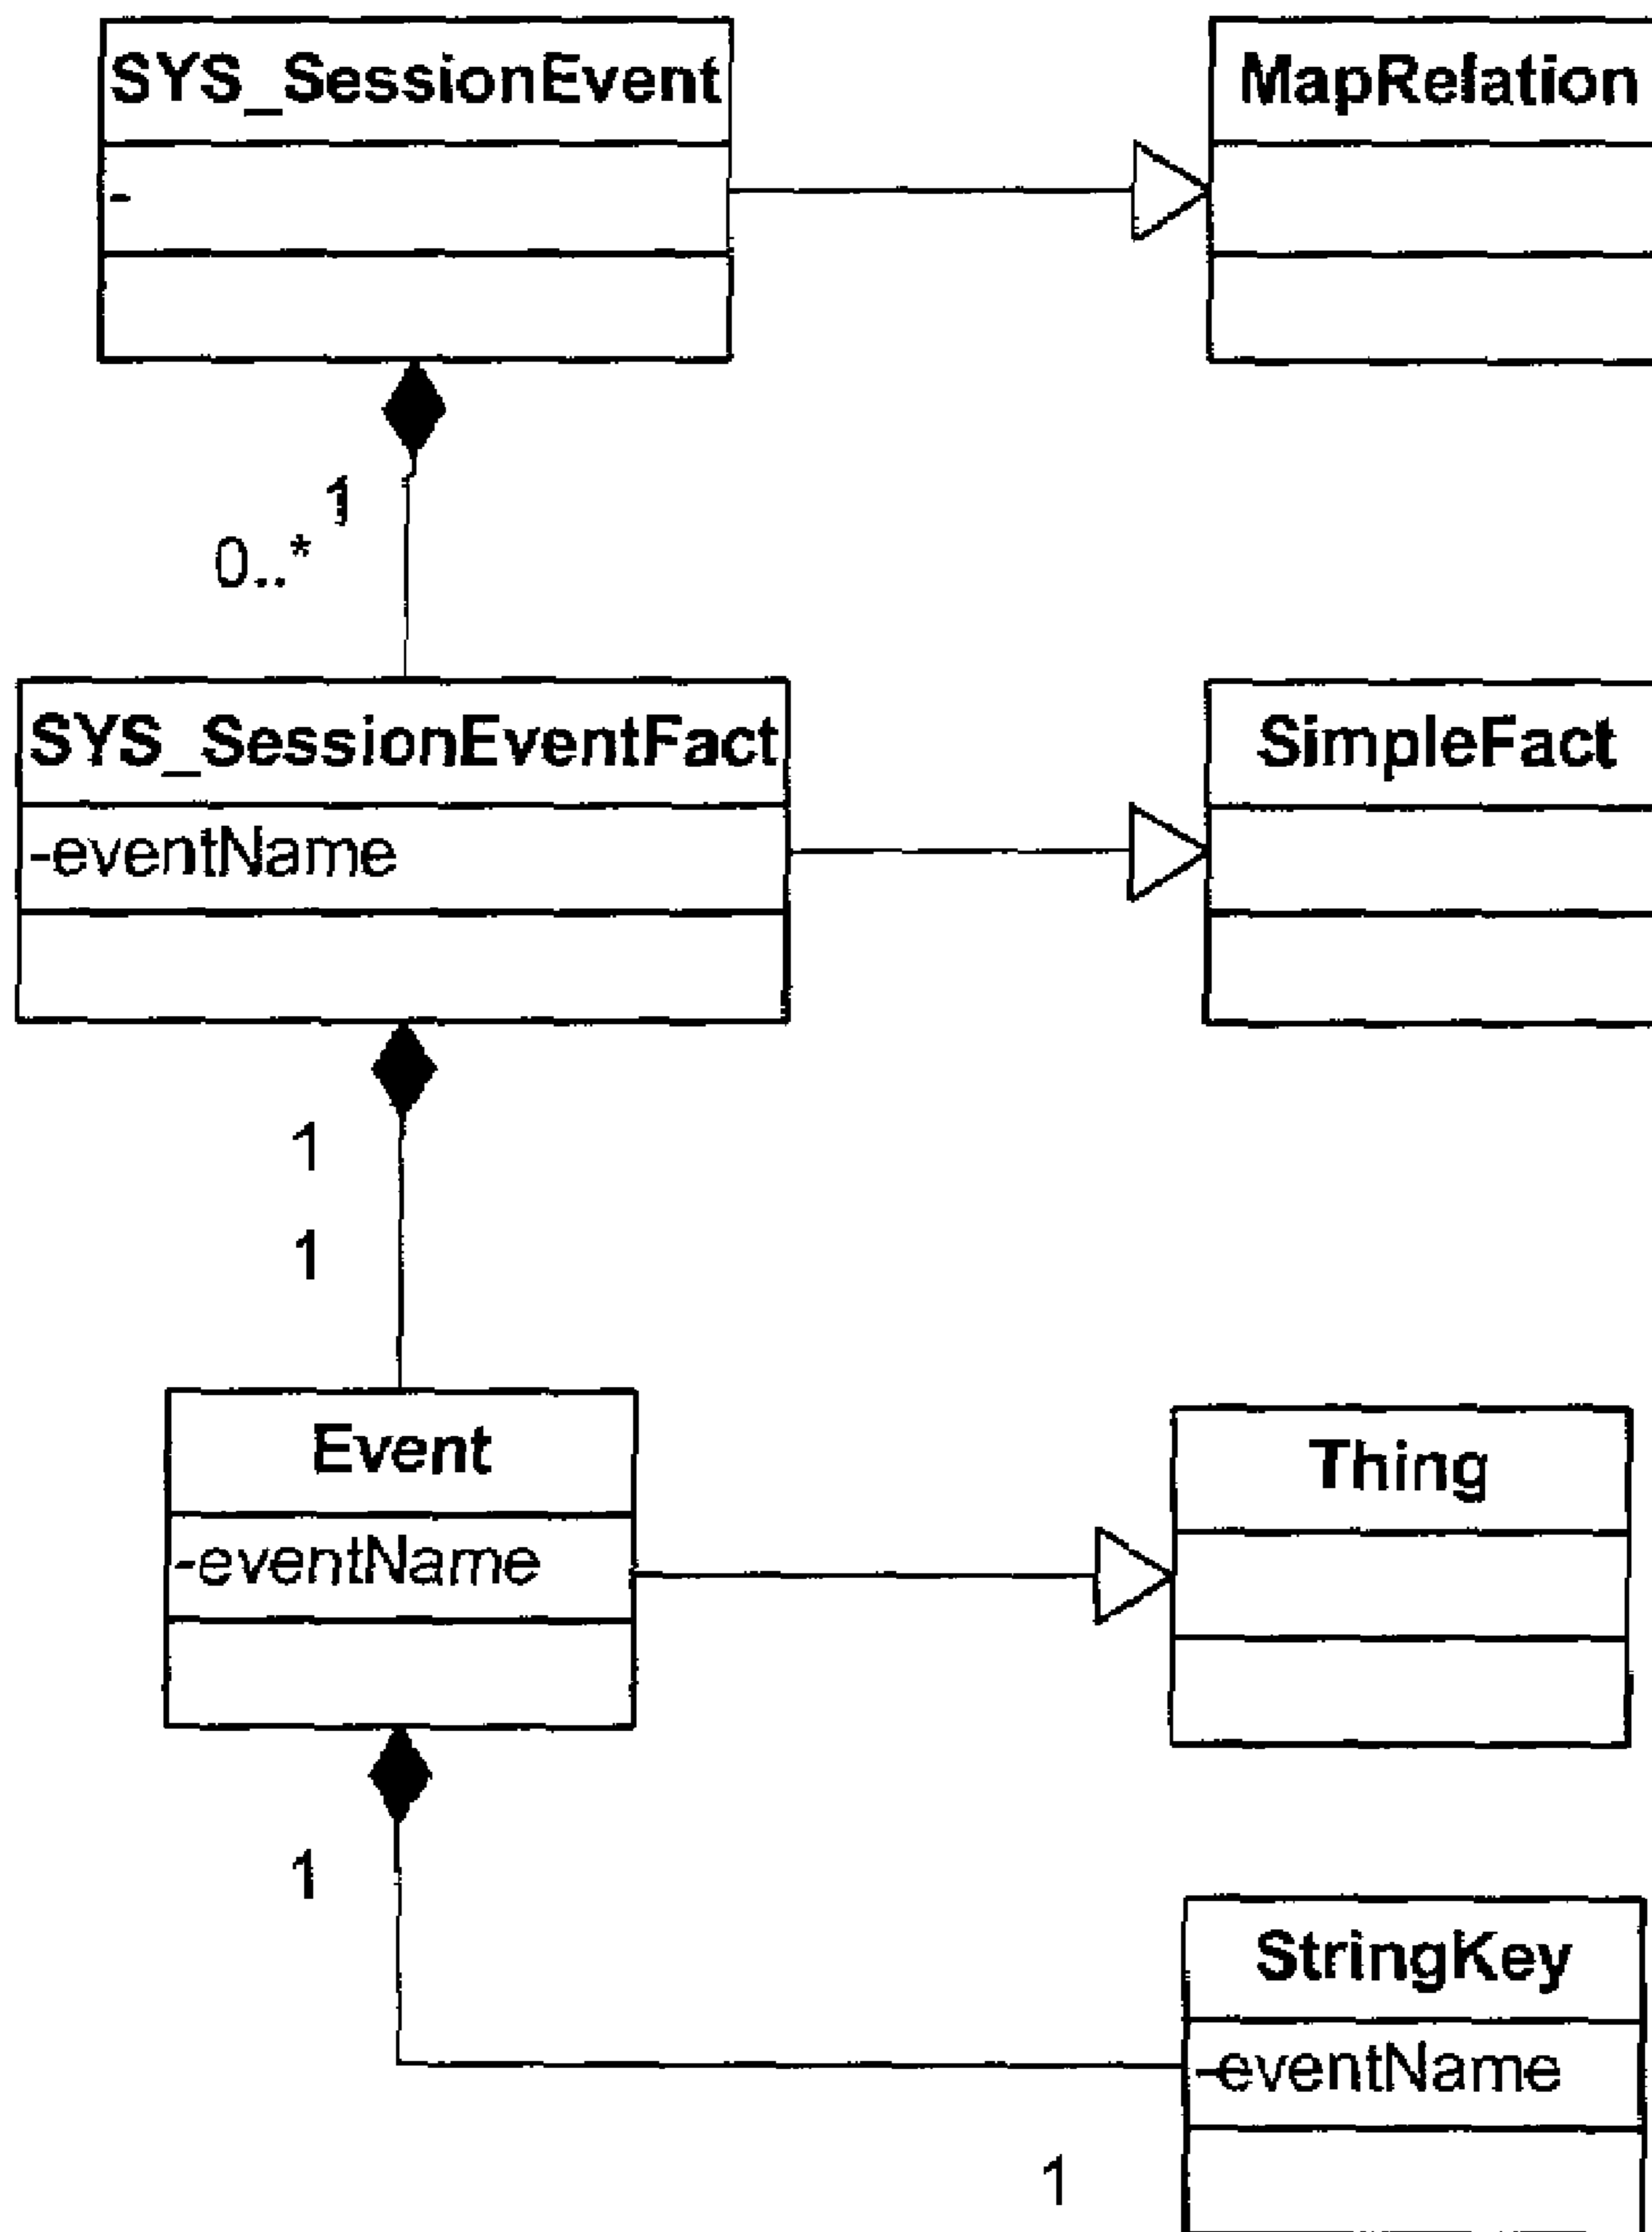 SYS_SessionEvent
-
MapRelation
1
0..*
SYS_SessionEventFact
-eventName
SimpleFact
1
1
Event
-eventName
Thing
1
StringKey
-eventName
1